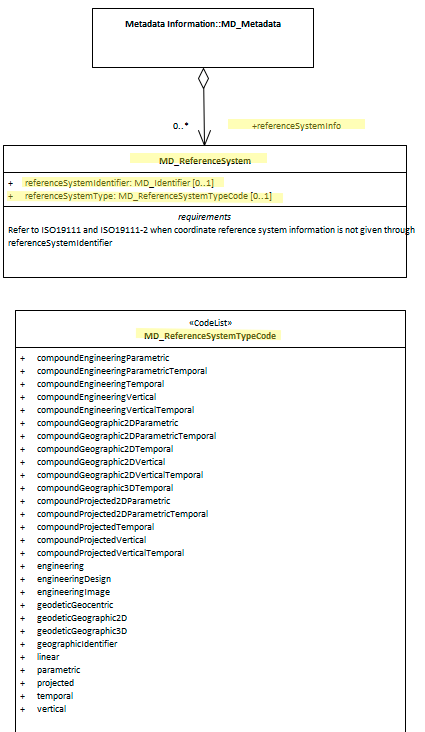 Metadata Information::MD_Metadata
0..*
+referenceSystemInfo
MD_ReferenceSystem
+ referenceSystemIdentifier: MD_Identifier [0..1]
+ referenceSystemType: MD_ReferenceSystemTypeCode [0..1]
requirements
Refer to ISO19111 and ISO19111-2 when coordinate reference system information is not given through
referenceSystemIdentifier
«CodeList»
MD_ReferenceSystemTypeCode
+ compoundEngineeringParametric
+ compoundEngineeringParametricTemporal
+ compoundEngineeringTemporal
+ compoundEngineeringVertical
+ compoundEngineeringVerticalTemporal
+ compoundGeographic2DParametric
+ compoundGeographic2DParametricTemporal
+ compoundGeographic2DTemporal
+ compoundGeographic2DVertical
+ compoundGeographic2DVerticalTemporal
+ compoundGeographic3DTemporal
+ compoundProjected2DParametric
+ compoundProjected2DParametricTemporal
+ compoundProjectedTemporal
+ compoundProjectedVertical
+ compoundProjectedVerticalTemporal
+ engineering
+ engineeringDesign
+ engineeringImage
+ geodeticGeocentric
+ geodeticGeographic2D
+ geodeticGeographic3D
+ geographicIdentifier
+ linear
+ parametric
+ projected
+ temporal
+ vertical